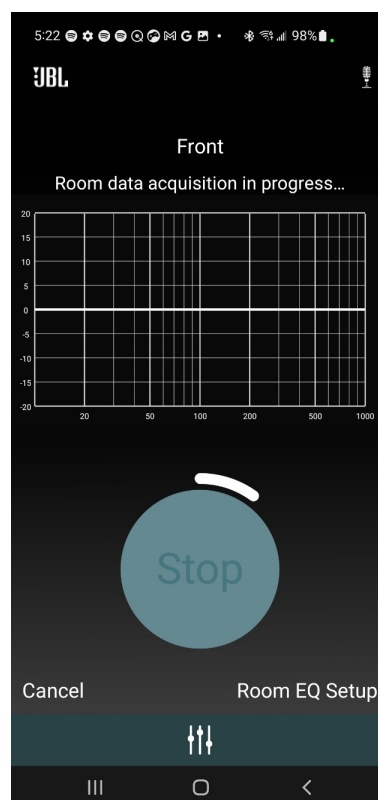 5:22 98%
JBL
Front
Room data acquisition in progress...
20
15
10
5
0
-5
-10
-15
-20
20 50 100 200 500 1000
Stop
Cancel Room EQ Setup